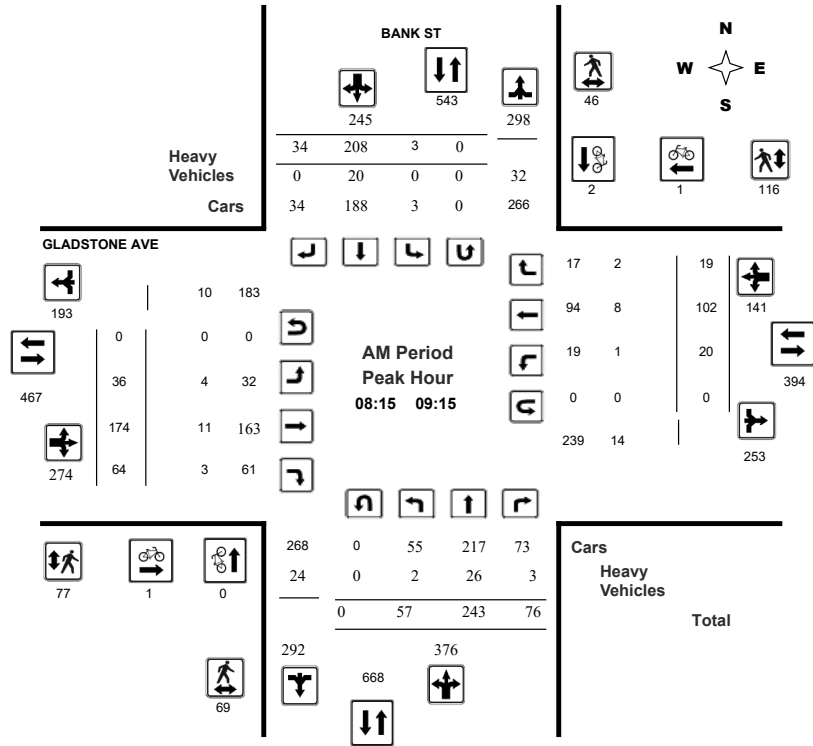 BANK ST
N
W E
S
543
46
245
298
34 208 3 0
Heavy
Vehicles
0 20 0 0 32
Cars
34 188 3 0 266
2 1 116
GLADSTONE AVE
193
10 183
17 2 19
141
0 0 0
94 8 102
467
36 4 32
AM Period
Peak Hour
08:15 09:15
19 1 20
394
174 11 163
0 0 0
274
64 3 61
239 14
253
268 0 55 217 73
Cars
24 0 2 26 3
Heavy
Vehicles
77 1 0
0 57 243 76
Total
292 376
668
69